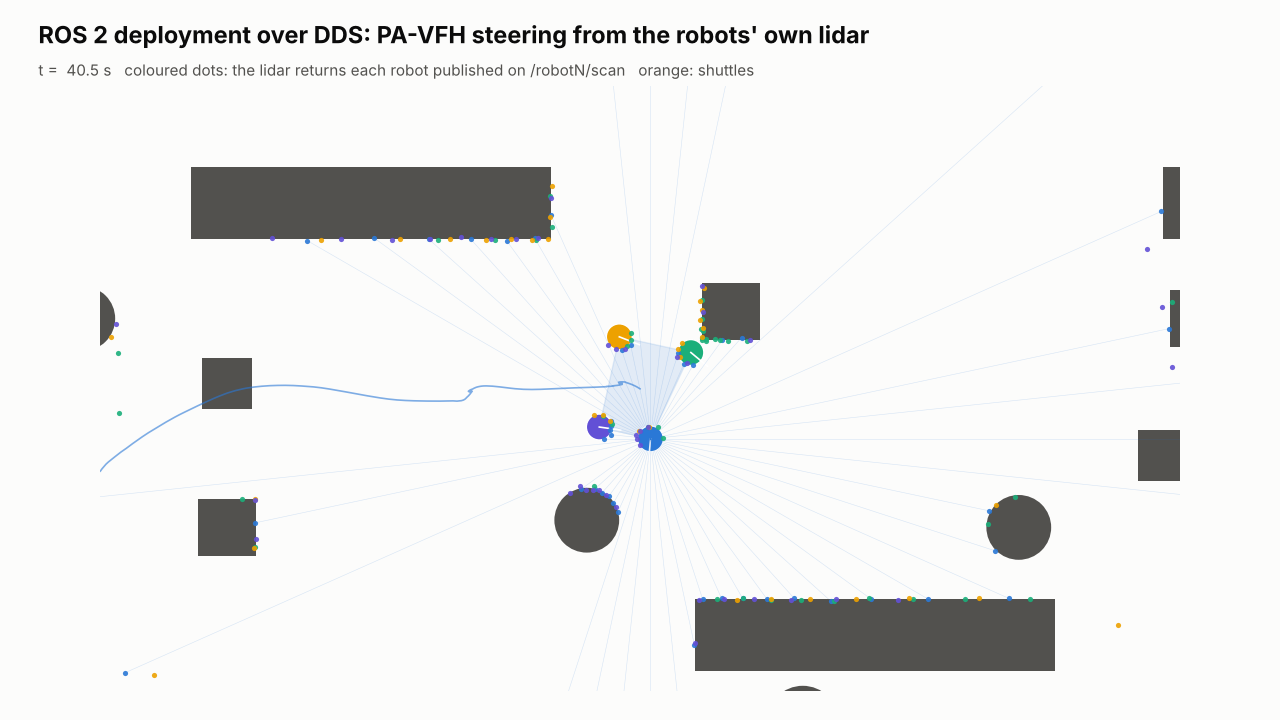 ROS 2 deployment over DDS: PA-VFH steering from the robots' own lidar
t =  40.5 s   coloured dots: the lidar returns each robot published on /robotN/scan   orange: shuttles